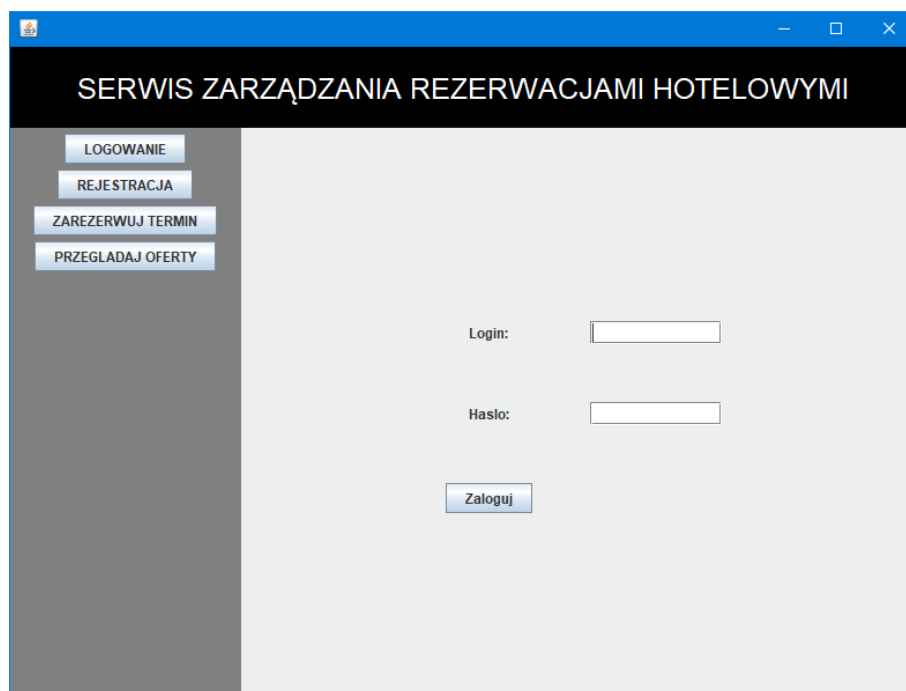 SERWIS ZARZĄDZANIA REZERWACJAMI HOTELOWYMI
LOGOWANIE
REJESTRACJA
ZAREZERWUJ TERMIN
PRZEGLADAJ OFERTY
Login:
Haslo:
Zaloguj